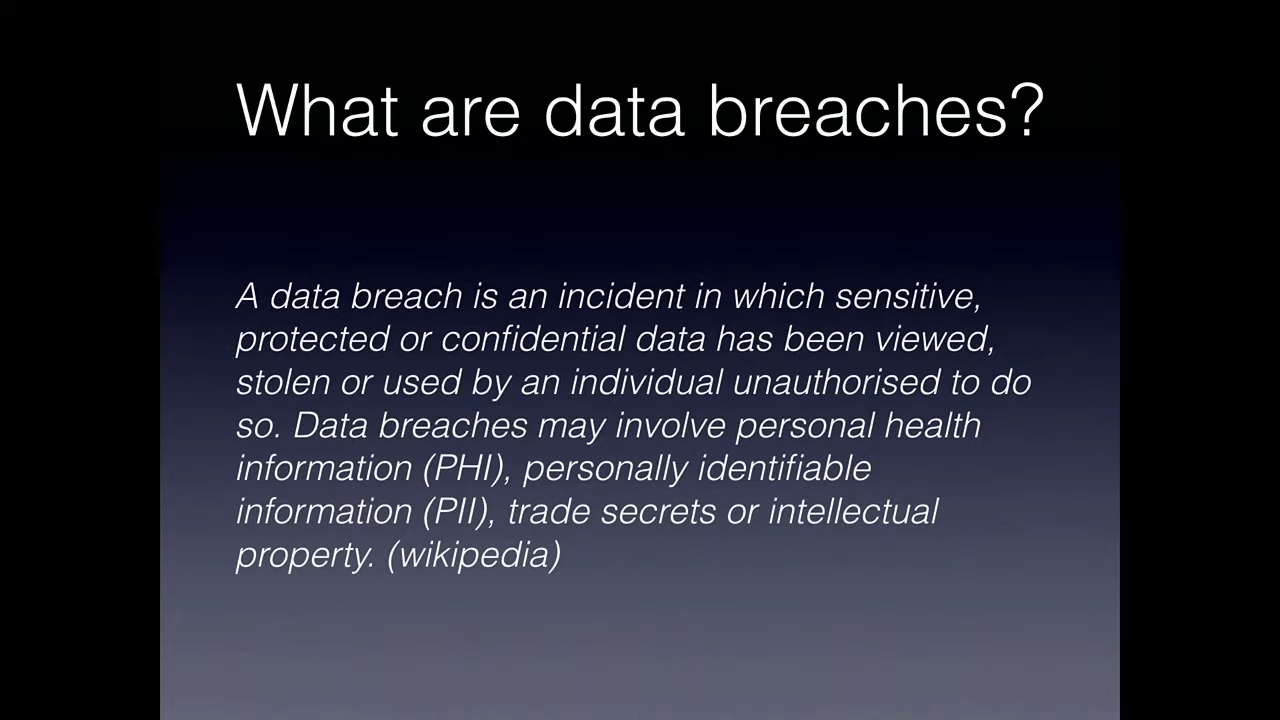 What are data breaches?
A data breach is an incident in which sensitive,
protected or confidential data has been viewed,
stolen or used by an individual unauthorised to do
so. Data breaches may involve personal health
information (PHI), personally identifiable
information (PII), trade secrets or intellectual
property. (wikipedia)